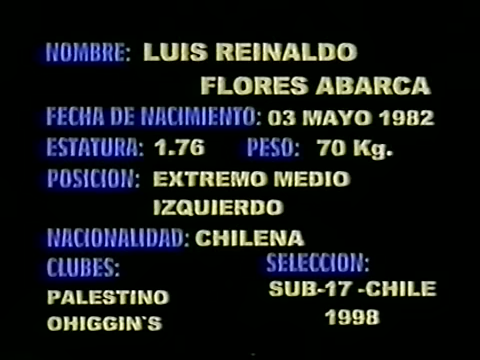 NOMBRE: LUIS REINALDO
FLORES ABARCA
FECHA DE NACIMIENTO: 03 MAYO 1982
ESTATURA: 1.76 PESO: 70 Kg.
POSICION: EXTREMO MEDIO
IZQUIERDO
NACIONALIDAD: CHILENA
CLUBES:
PALESTINO
OHIGGIN`S
SELECCION:
SUB-17 -CHILE
1998